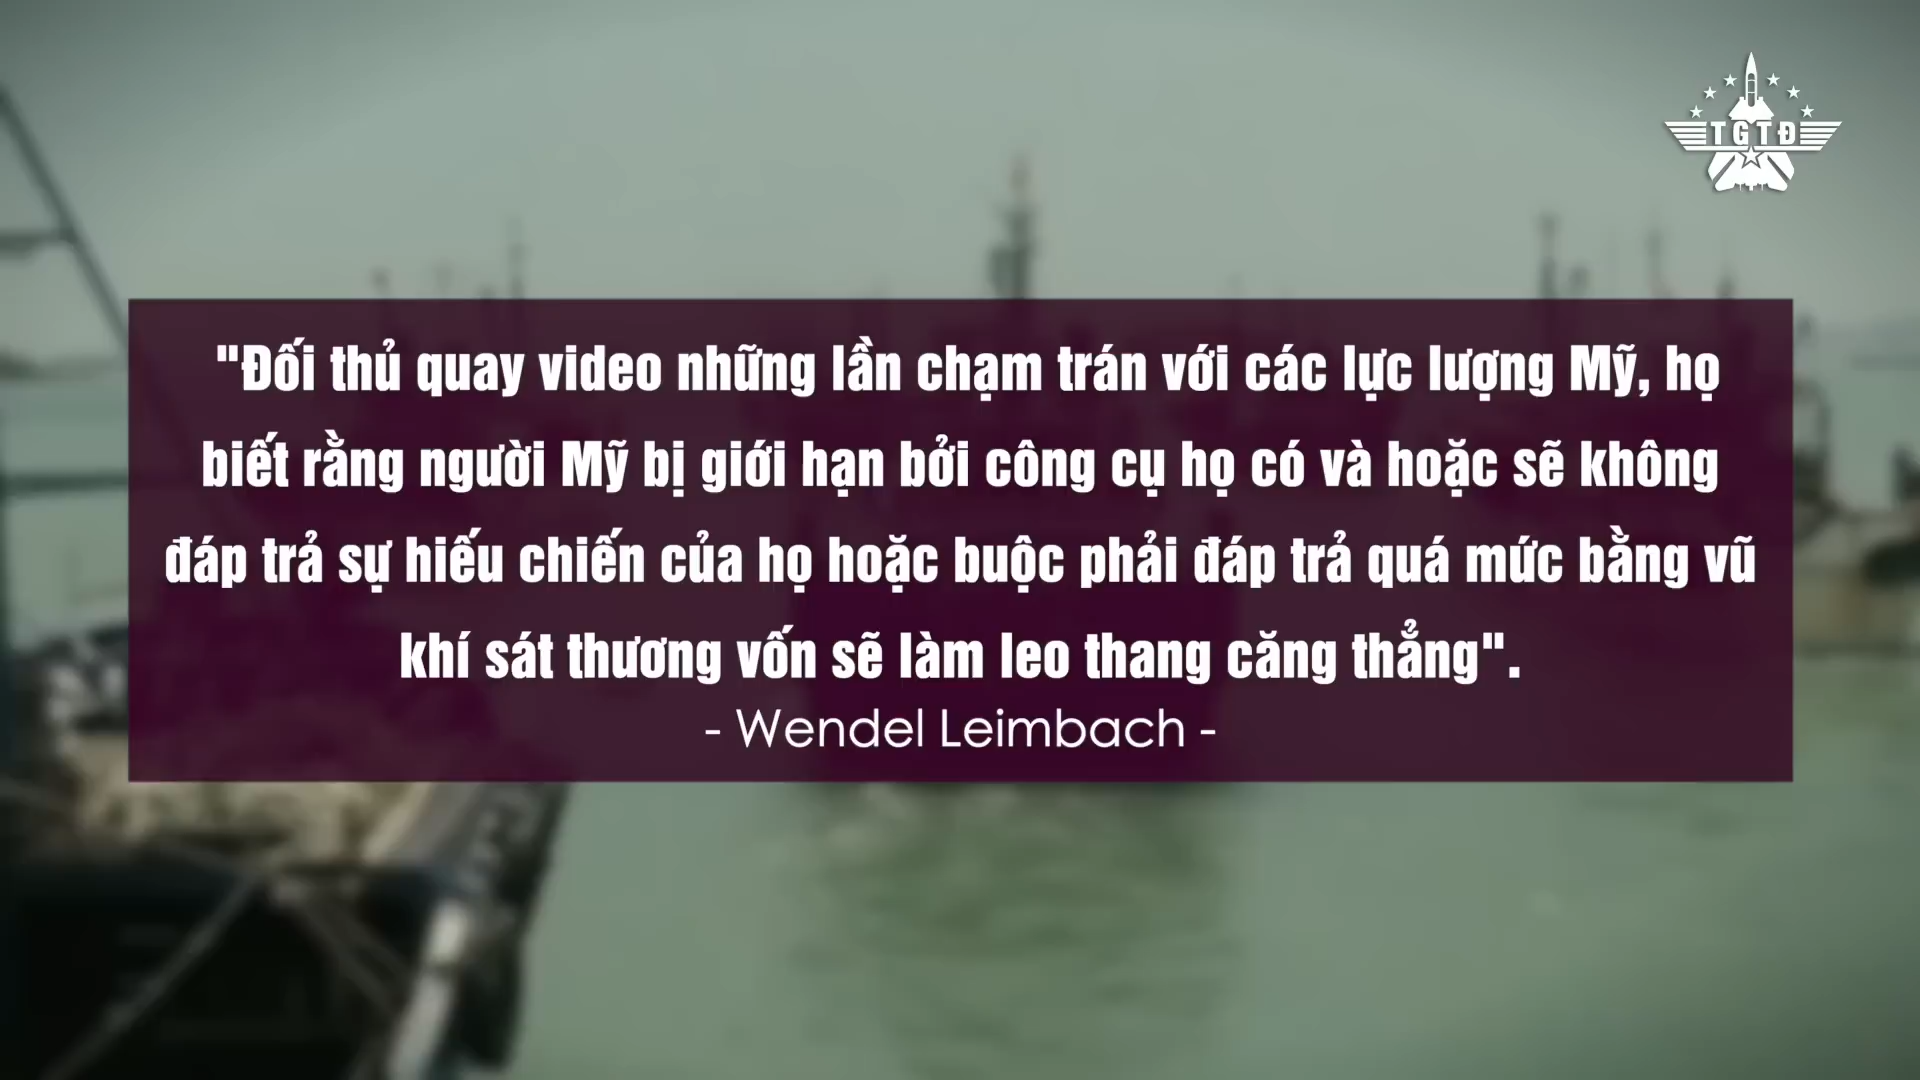 TGTĐ
"Đối thủ quay video những lần chạm trán với các lực lượng Mỹ, họ
biết rằng người Mỹ bị giới hạn bởi công cụ họ có và hoặc sẽ không
đáp trả sự hiếu chiến của họ hoặc buộc phải đáp trả quá mức bằng vũ
khí sát thương vốn sẽ làm leo thang căng thẳng".
- Wendel Leimbach -